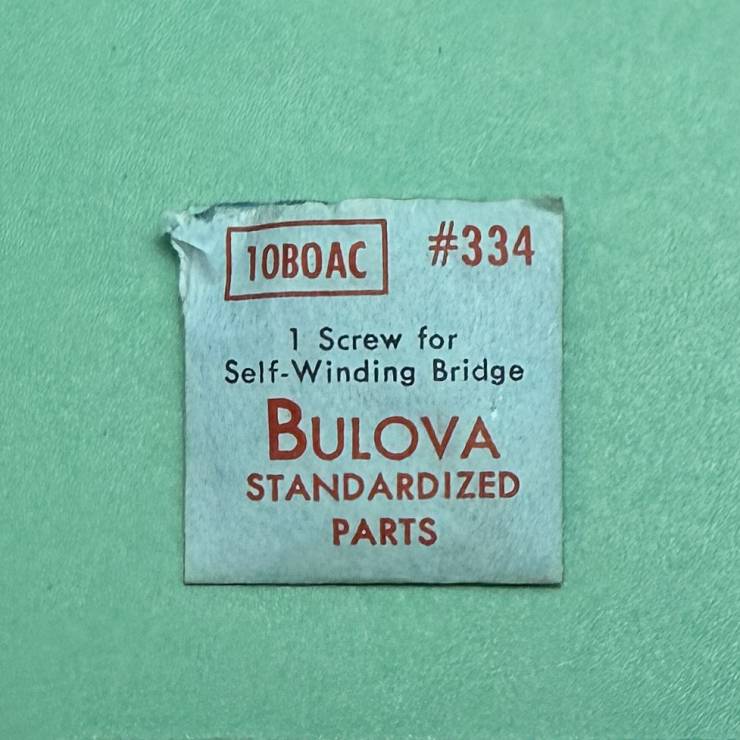 10BOAC #334
1 Screw for
Self-Winding Bridge
BULOVA
STANDARDIZED
PARTS